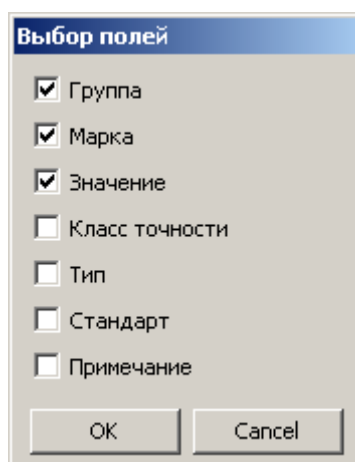 Выбор полей
Группа
Марка
Значение
Класс точности
Тип
Стандарт
Примечание
OK Cancel